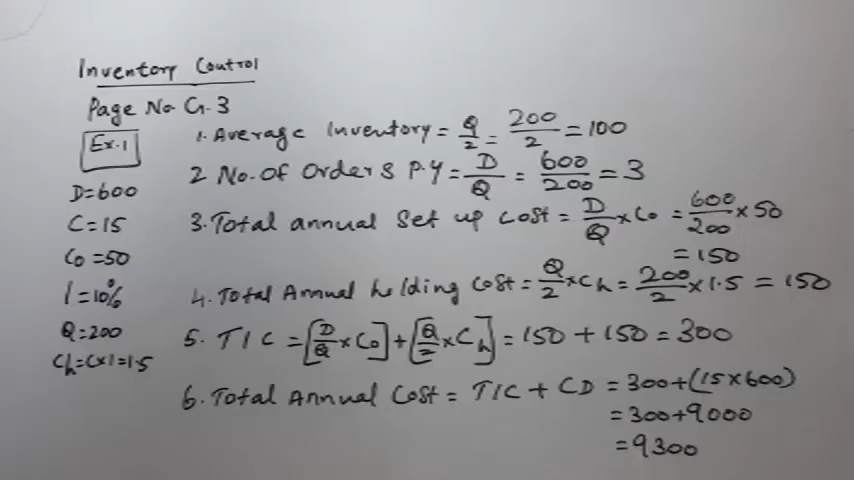 Inventory Control
Page No G.3
Ex.1
D=600
C=15
Co=50
I=10%
Q=200
Ch=C×I=1.5
1. Average Inventory = Q/2 = 200/2 = 100
2 No. Of Orders P.Y = D/Q = 600/200 = 3
3. Total annual Set up Cost = D/Q × Co = 600/200 × 50
= 150
4. Total Annual holding Cost = Q/2 × Ch = 200/2 × 1.5 = 150
5. TIC = [D/Q × Co] + [Q/2 × Ch] = 150 + 150 = 300
6. Total Annual Cost = TIC + CD = 300 + (15×600)
= 300 + 9000
= 9300